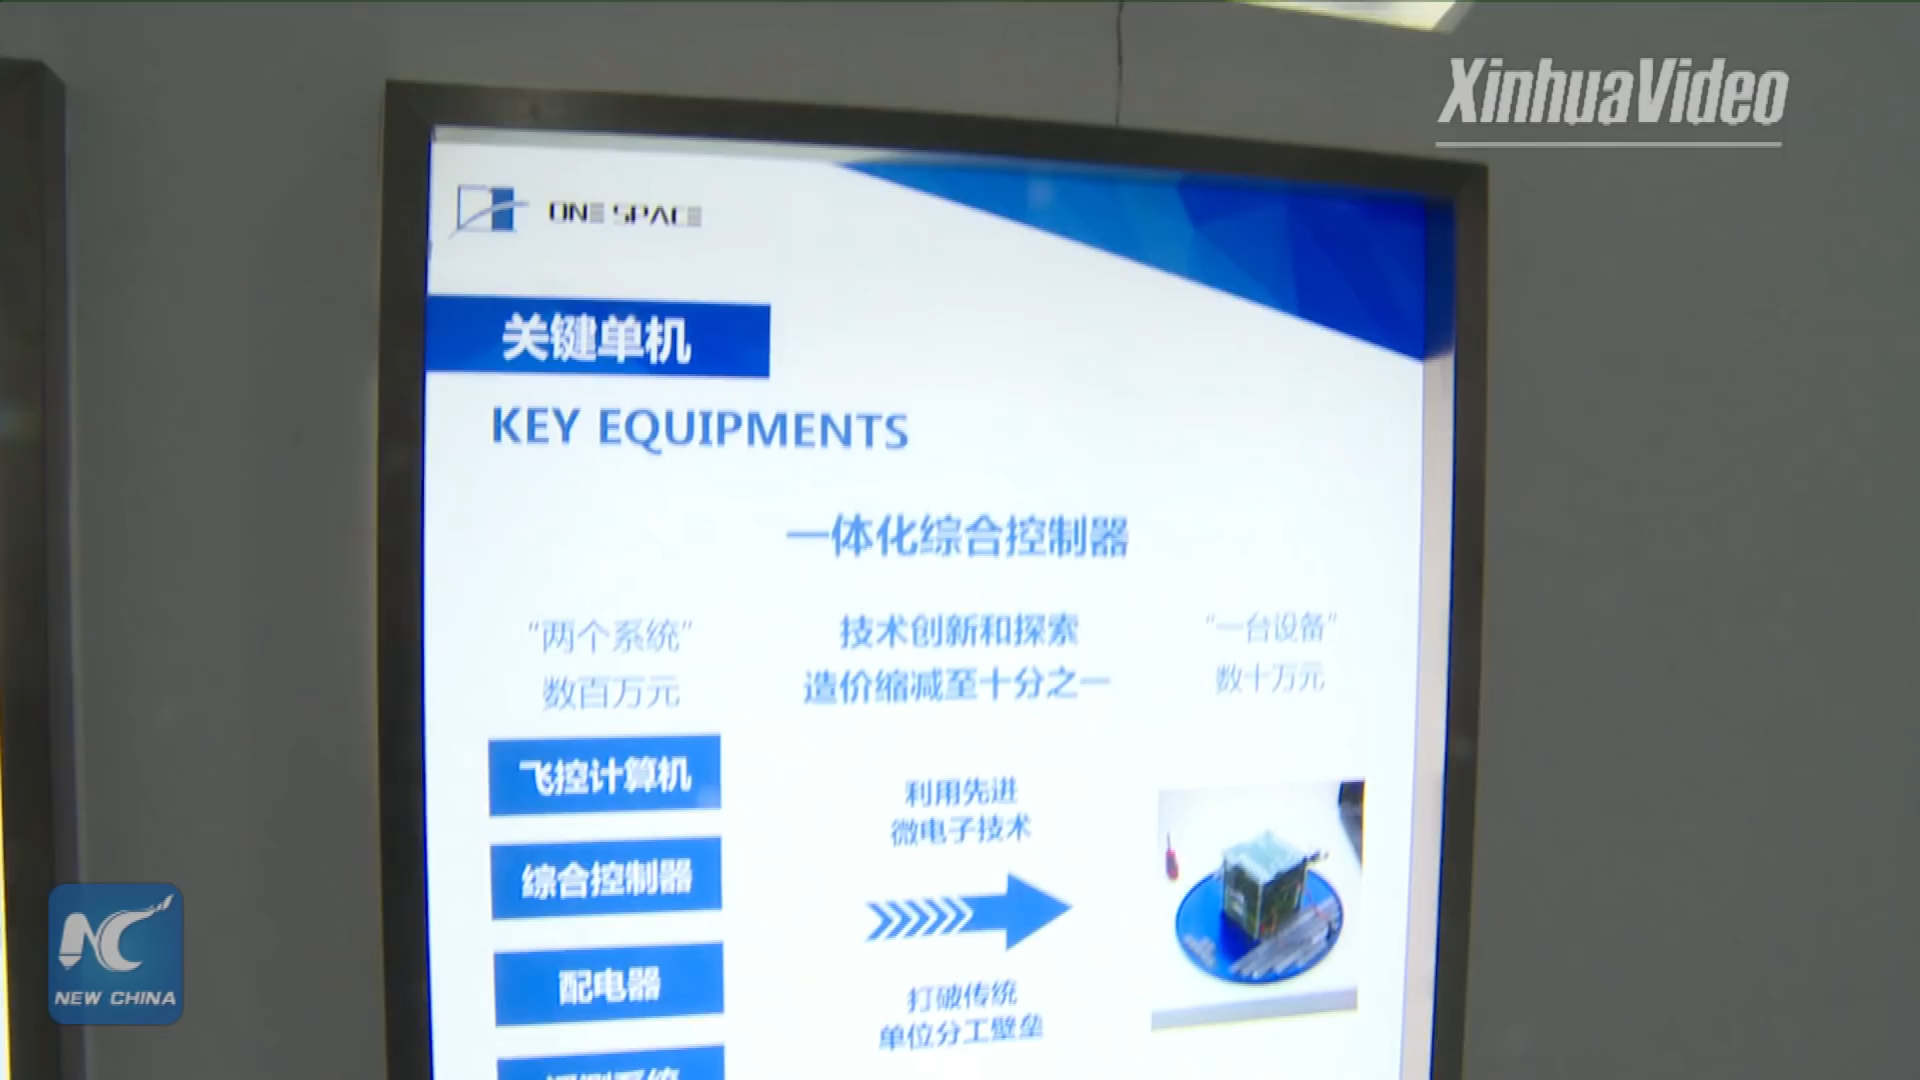 XinhuaVideo
ONE SPACE
关键单机
KEY EQUIPMENTS
一体化综合控制器
“两个系统”
数百万元
技术创新和探索
造价缩减至十分之一
“一台设备”
数十万元
飞控计算机
综合控制器
配电器
利用先进
微电子技术
打破传统
单位分工壁垒
NEW CHINA